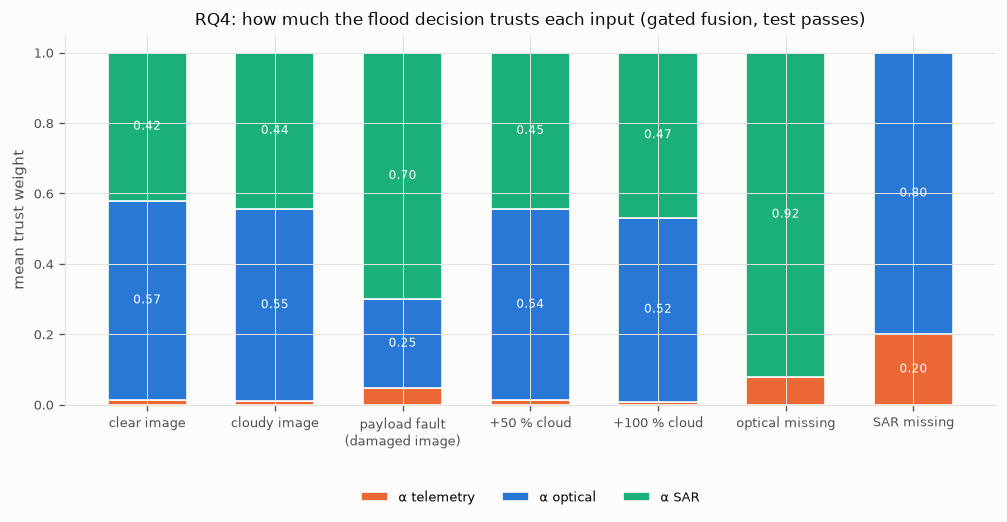 RQ4: how much the flood decision trusts each input (gated fusion, test passes)
mean trust weight
1.0
0.8
0.6
0.4
0.2
0.0
0.42
0.57
0.44
0.55
0.70
0.25
0.45
0.54
0.47
0.52
0.92
0.80
0.20
clear image
cloudy image
payload fault
(damaged image)
+50 % cloud
+100 % cloud
optical missing
SAR missing
α telemetry
α optical
α SAR